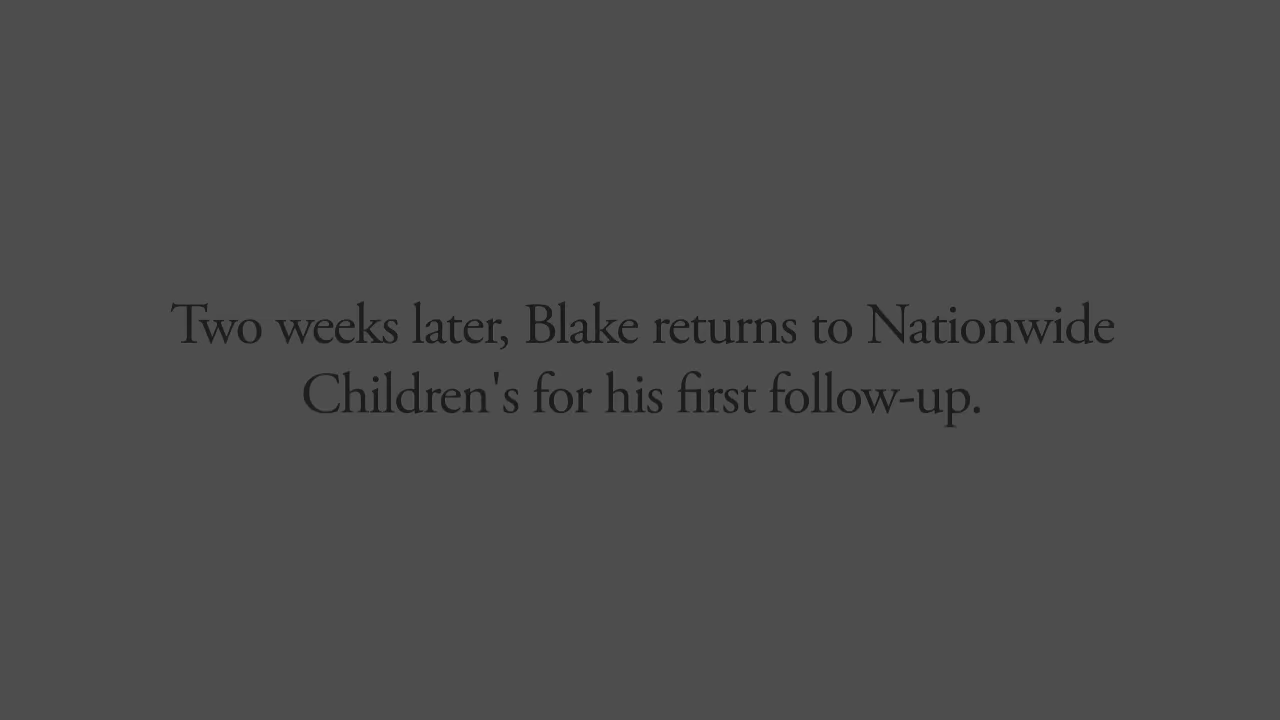 Two weeks later, Blake returns to Nationwide
Children's for his first follow-up.